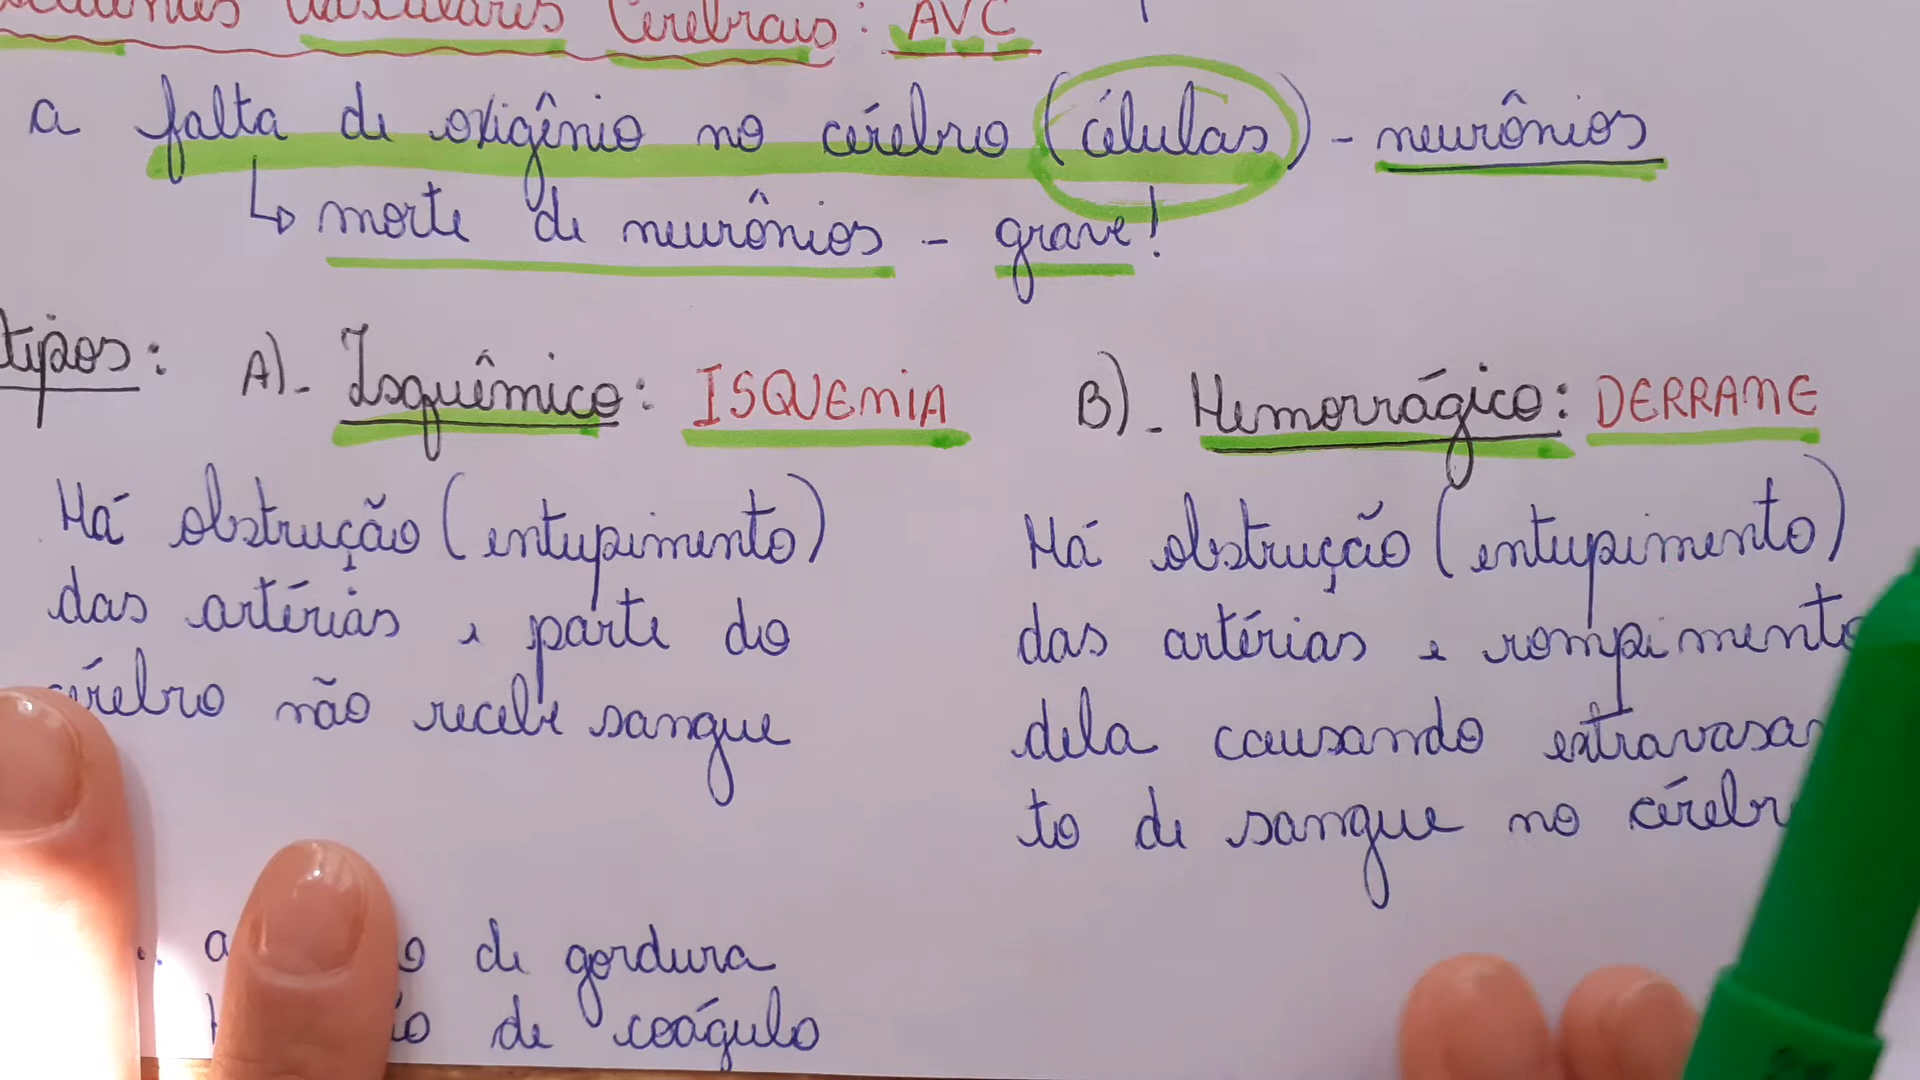 Vasculares Cerebrais: AVC
a falta de oxigênio no cérebro (células) - neurônios
↳ morte de neurônios - grave!
tipos: A)- Isquêmico: ISQUEMIA
Há obstrução (entupimento)
das artérias e parte do
cérebro não recebe sangue
de gordura
de coágulo
B)- Hemorrágico: DERRAME
Há obstrução (entupimento)
das artérias e rompimento
dela causando
to de sangue no